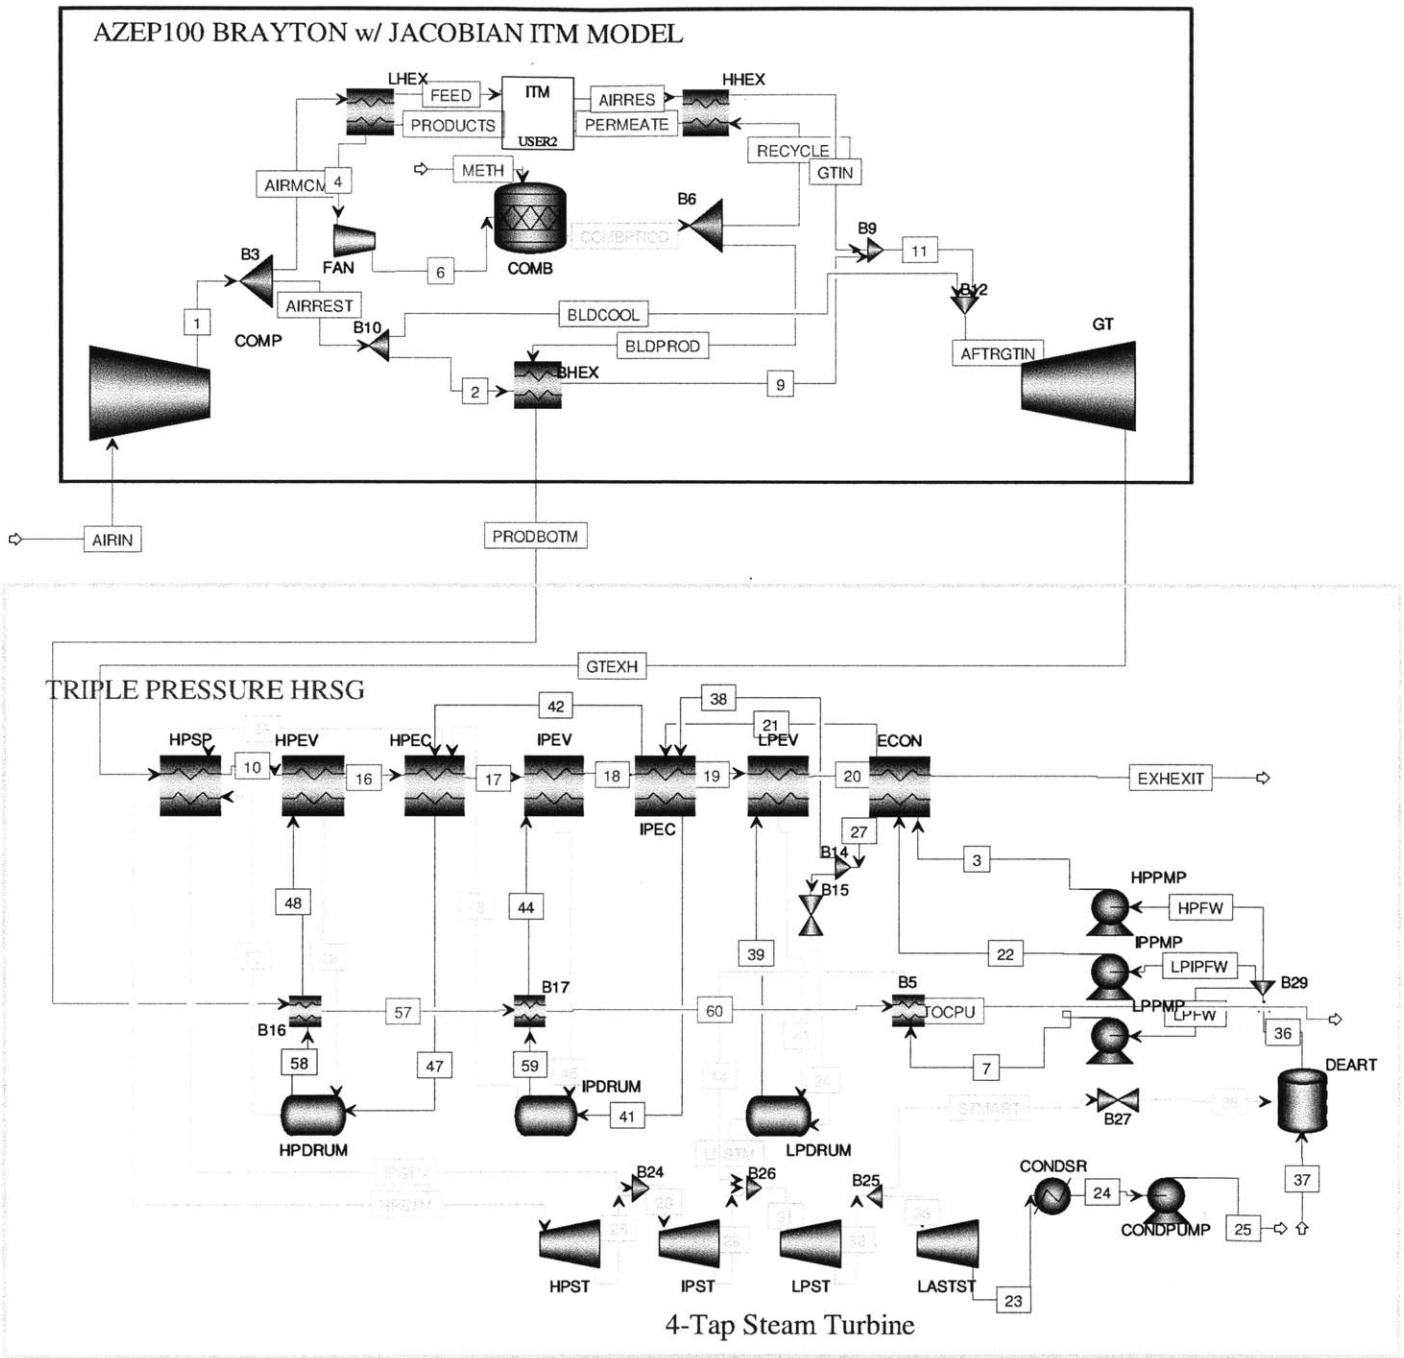 AZEP100 BRAYTON w/ JACOBIAN ITM MODEL
LHEX
FEED
ITM
USER2
AIRRES
HHEX
PRODUCTS
PERMEATE
RECYCLE
GTIN
METH
AIRMCM
4
B6
COMBPROD
B9
11
B3
FAN
6
COMB
AIRREST
B12
1
COMP
B10
BLDCOOL
GT
BLDPROD
AFTRGTIN
2
BHEX
9
AIRIN
PRODBOTM
GTEXH
TRIPLE PRESSURE HRSG
42
38
21
HPSP
HPEV
HPEC
IPEV
LPEV
ECON
10
16
17
18
19
20
EXHEXIT
IPEC
27
B14
3
B15
HPPMP
HPFW
48
44
IPPMP
22
LPIPFW
39
B17
B5
B29
57
60
TOCPU
LPPMP
LPFW
B16
36
58
47
59
7
DEART
IPDRUM
41
STMART
B27
HPDRUM
LPDRUM
LPSTM
IPSTM
B24
B26
B25
CONDSR
24
37
HPSTM
CONDPUMP
25
HPST
IPST
LPST
LASTST
23
4-Tap Steam Turbine